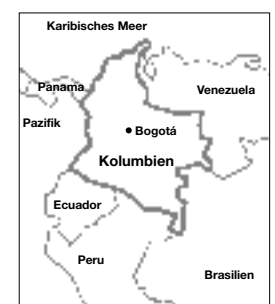 Karibisches Meer
Panama
Venezuela
Pazifik
Bogotá
Kolumbien
Ecuador
Peru
Brasilien